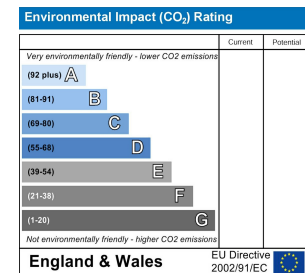 Environmental Impact (CO₂) Rating
Current Potential
Very environmentally friendly - lower CO2 emissions
(92 plus) A
(81-91) B
(69-80) C
(55-68) D
(39-54) E
(21-38) F
(1-20) G
Not environmentally friendly - higher CO2 emissions
England & Wales
EU Directive
2002/91/EC